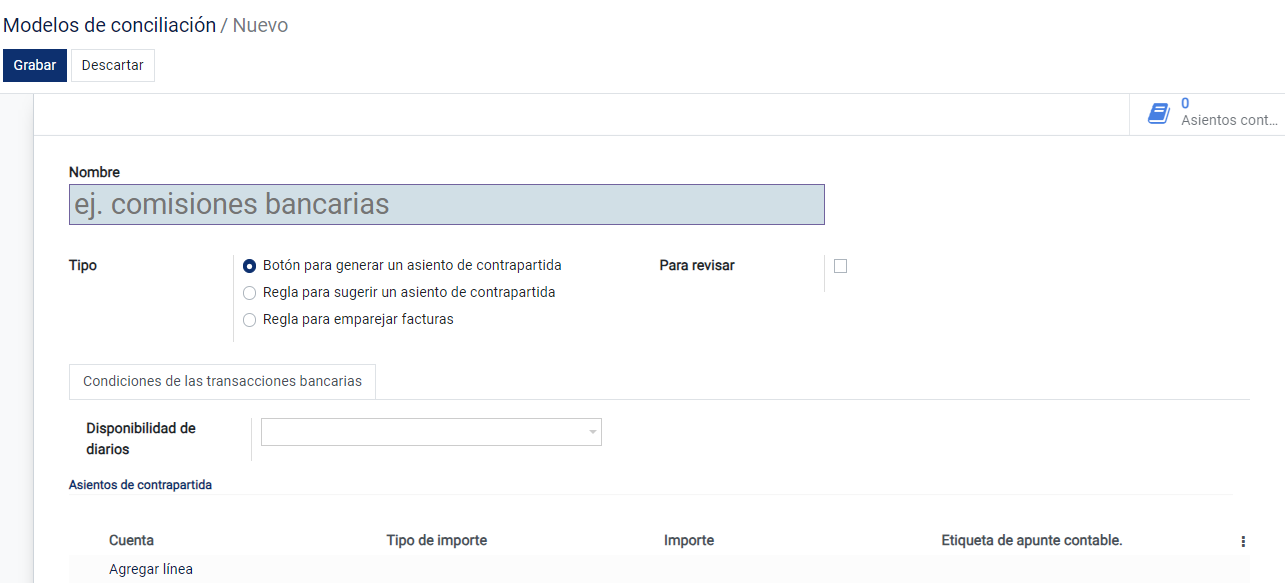 Modelos de conciliación / Nuevo
Grabar Descartar
0
Asientos cont...
Nombre
ej. comisiones bancarias
Tipo
Botón para generar un asiento de contrapartida
Para revisar
Regla para sugerir un asiento de contrapartida
Regla para emparejar facturas
Condiciones de las transacciones bancarias
Disponibilidad de
diarios
Asientos de contrapartida
Cuenta Tipo de importe Importe Etiqueta de apunte contable.
Agregar línea